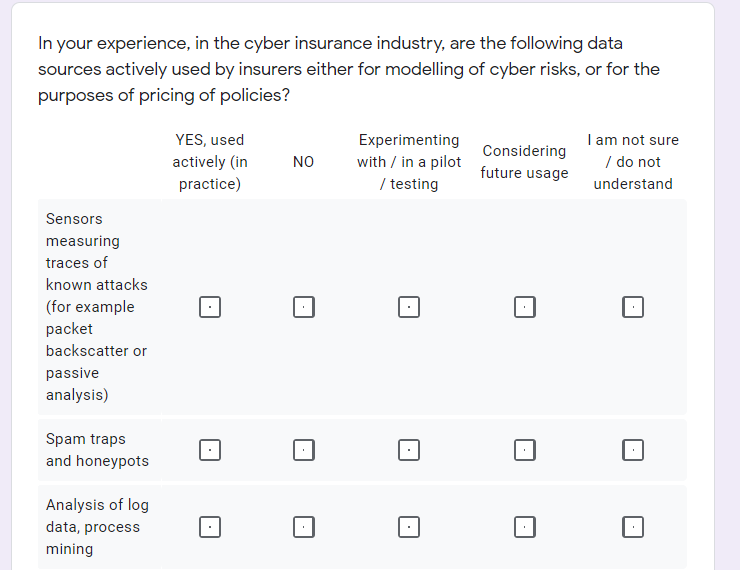 In your experience, in the cyber insurance industry, are the following data
sources actively used by insurers either for modelling of cyber risks, or for the
purposes of pricing of policies?
YES, used
actively (in
practice)
NO
Experimenting
with / in a pilot
/ testing
Considering
future usage
I am not sure
/ do not
understand
Sensors
measuring
traces of
known attacks
(for example
packet
backscatter or
passive
analysis)
Spam traps
and honeypots
Analysis of log
data, process
mining